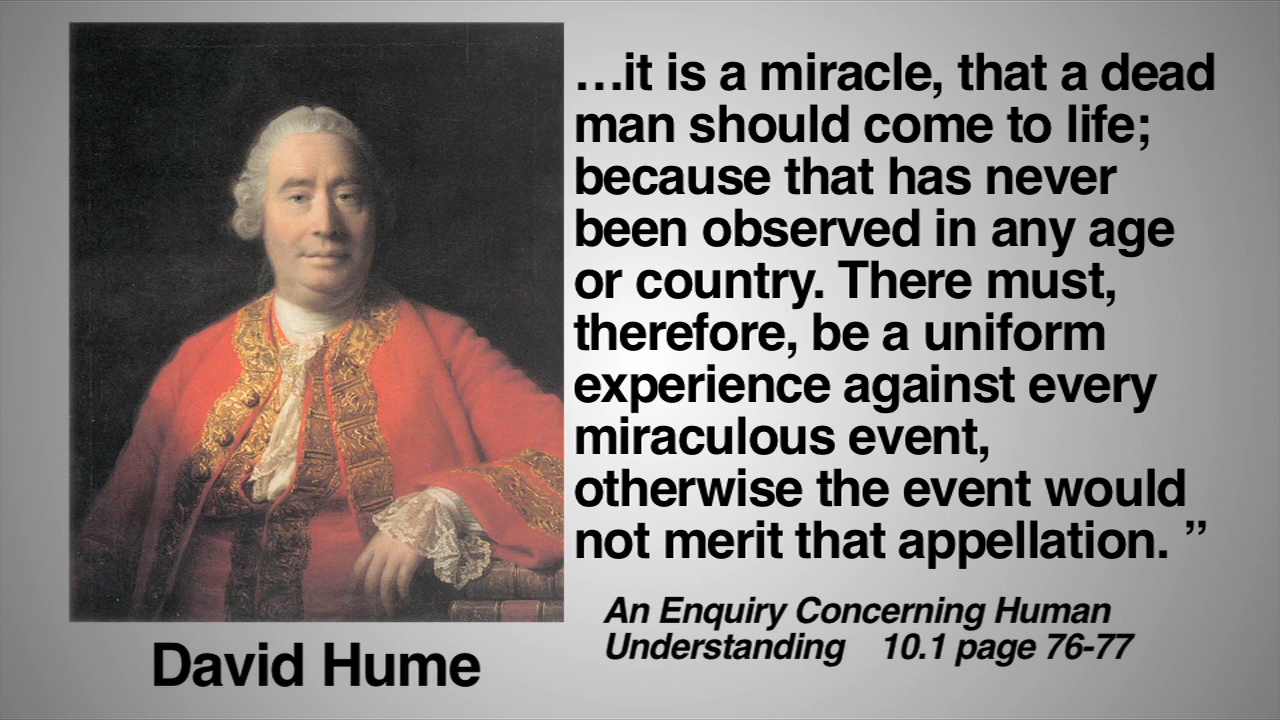 …it is a miracle, that a dead
man should come to life;
because that has never
been observed in any age
or country. There must,
therefore, be a uniform
experience against every
miraculous event,
otherwise the event would
not merit that appellation. ”
An Enquiry Concerning Human
Understanding 10.1 page 76-77
David Hume